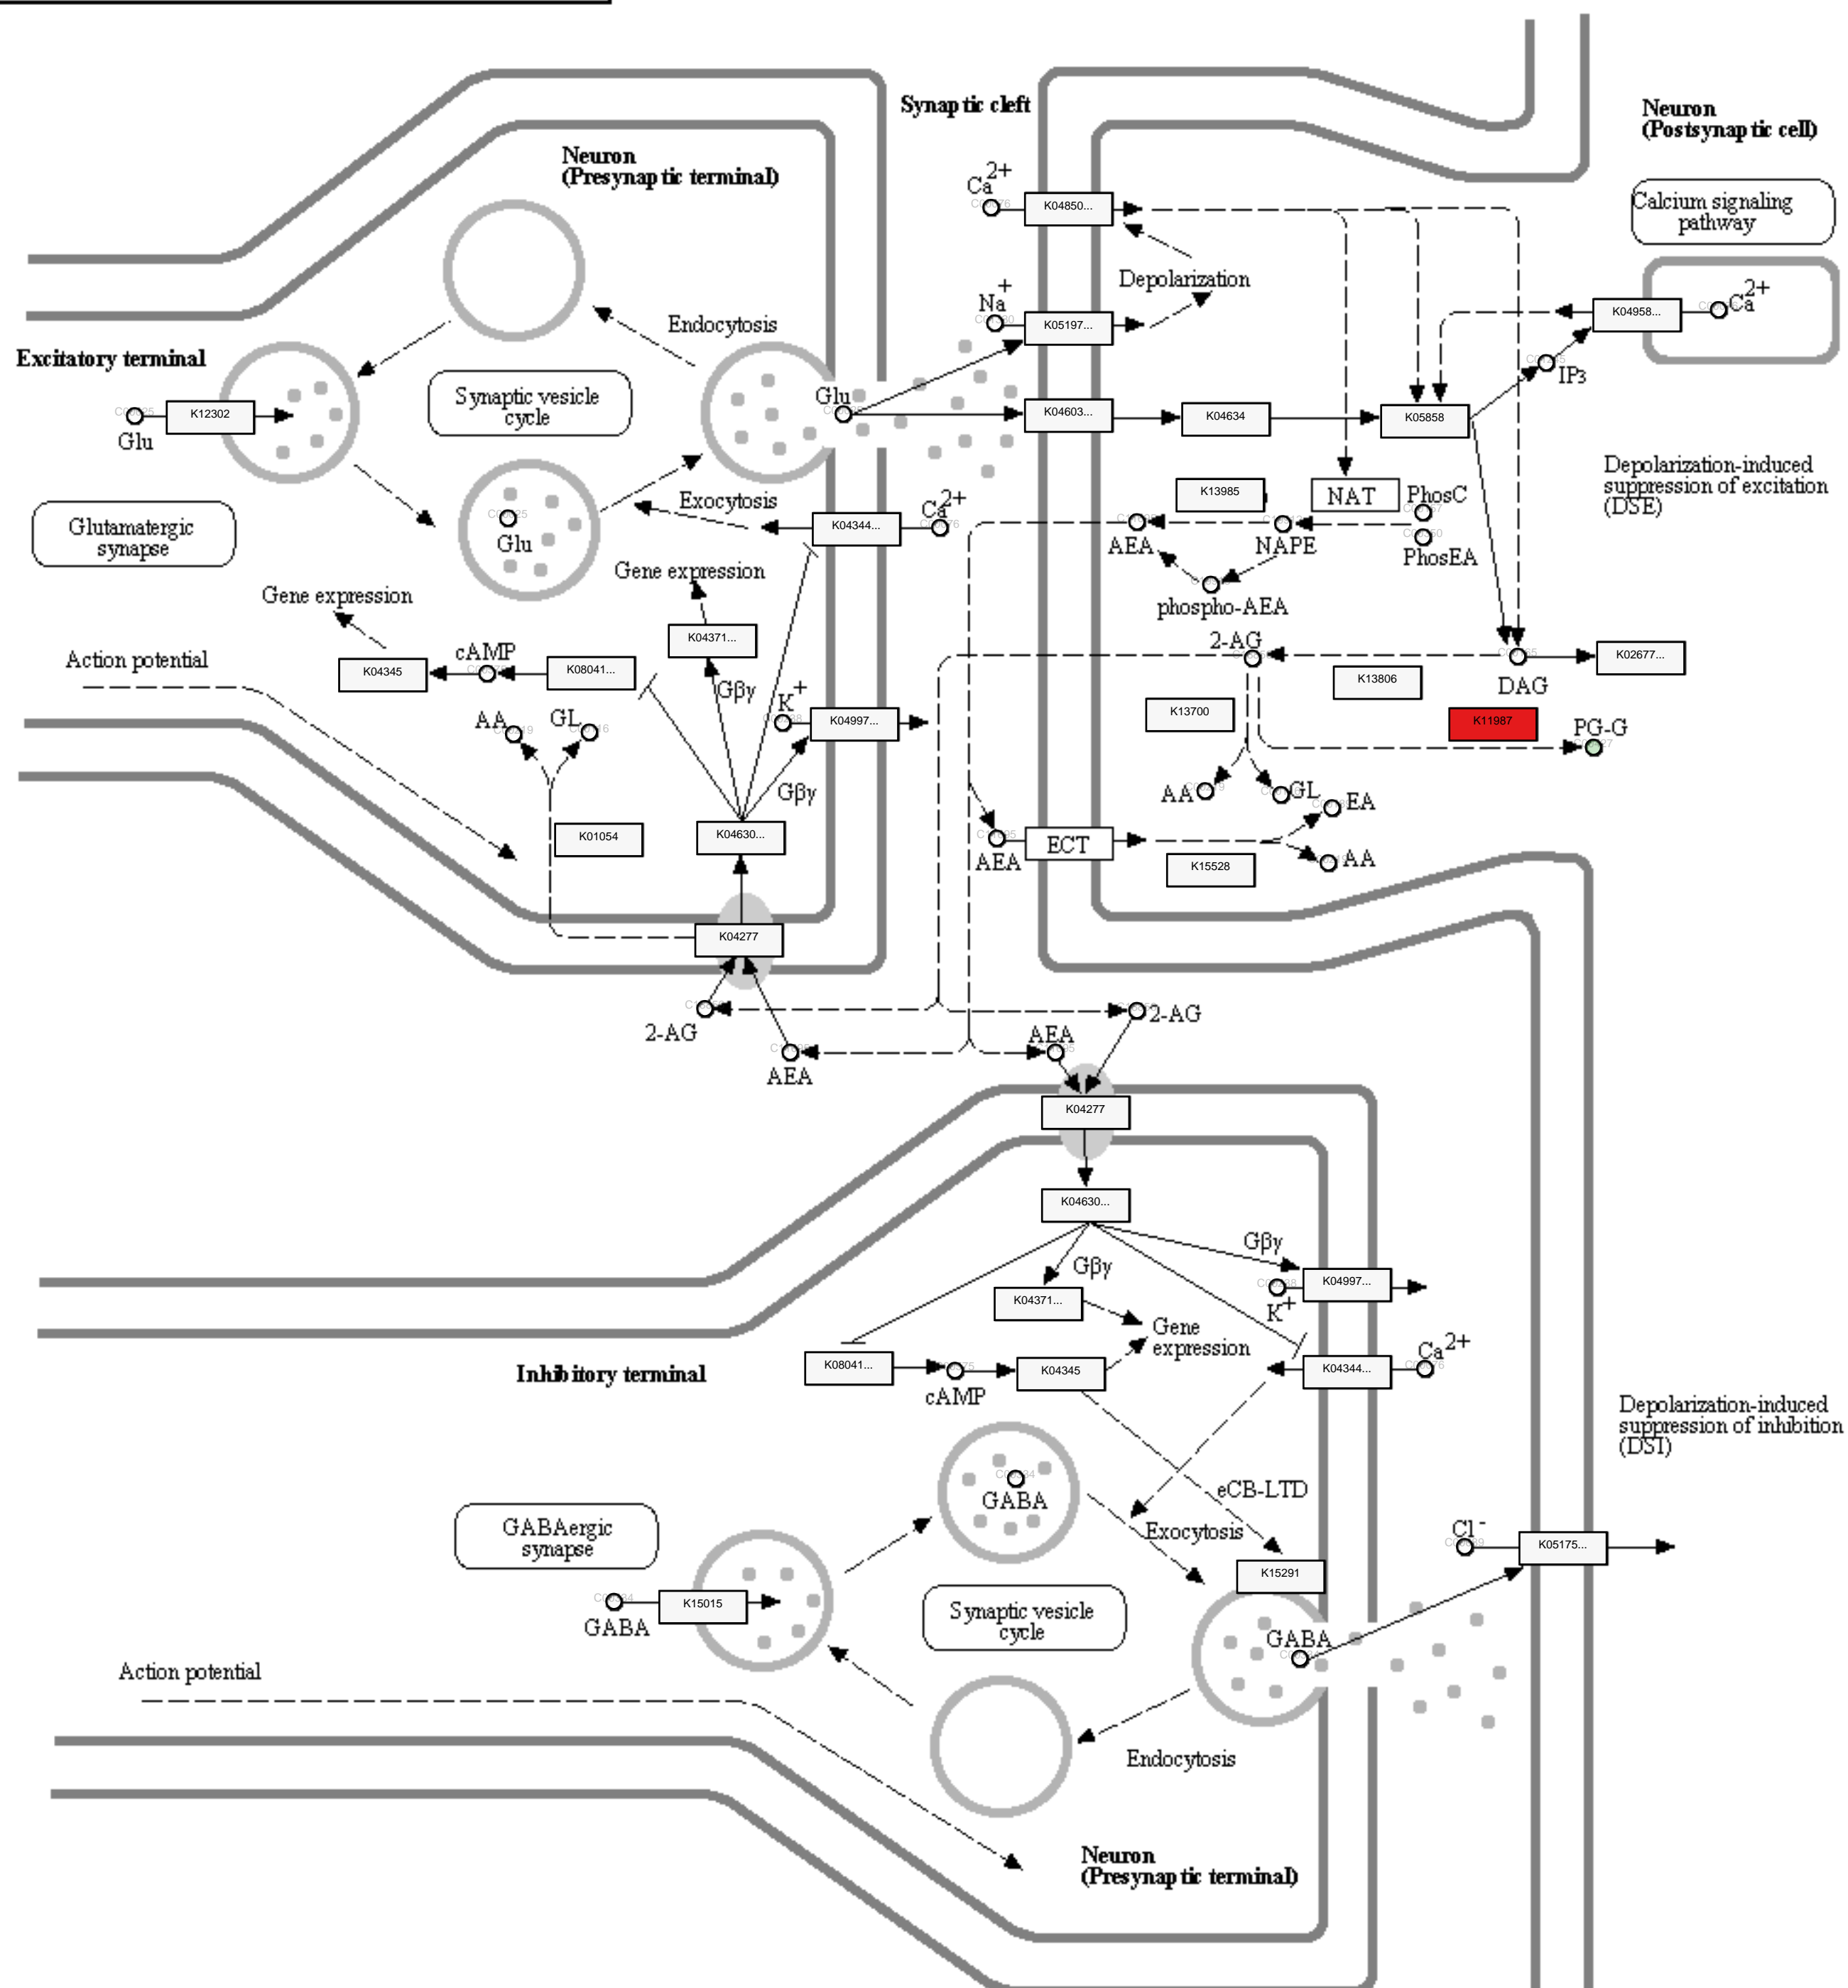 Synaptic cleft
Neuron
(Postsynaptic cell)
Neuron
(Presynaptic terminal)
Ca2+
K04850...
Calcium signaling
pathway
Depolarization
Na+
K05197...
K04958...
Ca2+
IP3
Endocytosis
Excitatory terminal
Synaptic vesicle
cycle
Glu
K12302
Glu
K04603...
K04634
K05858
Depolarization-induced
suppression of excitation
(DSE)
Exocytosis
Ca2+
K04344...
K13985
NAT
PhosC
AEA
NAPE
PhosEA
phospho-AEA
Glutamatergic
synapse
Glu
Gene expression
Gene expression
K04371...
Action potential
cAMP
K04345
K08041...
Gβγ
K+
K04997...
2-AG
DAG
K02677...
K13806
K13700
K11987
PG-G
AA
GL
Gβγ
AA
GL
EA
K01054
K04630...
AEA
ECT
AA
K15528
K04277
2-AG
AEA
AEA
2-AG
K04277
K04630...
Gβγ
Gβγ
K04997...
K+
K04371...
Gene
expression
Ca2+
K08041...
cAMP
K04345
K04344...
Inhibitory terminal
Depolarization-induced
suppression of inhibition
(DSI)
GABA
eCB-LTD
Exocytosis
GABAergic
synapse
Cl-
K05175...
K15291
K15015
GABA
Synaptic vesicle
cycle
GABA
Action potential
Endocytosis
Neuron
(Presynaptic terminal)